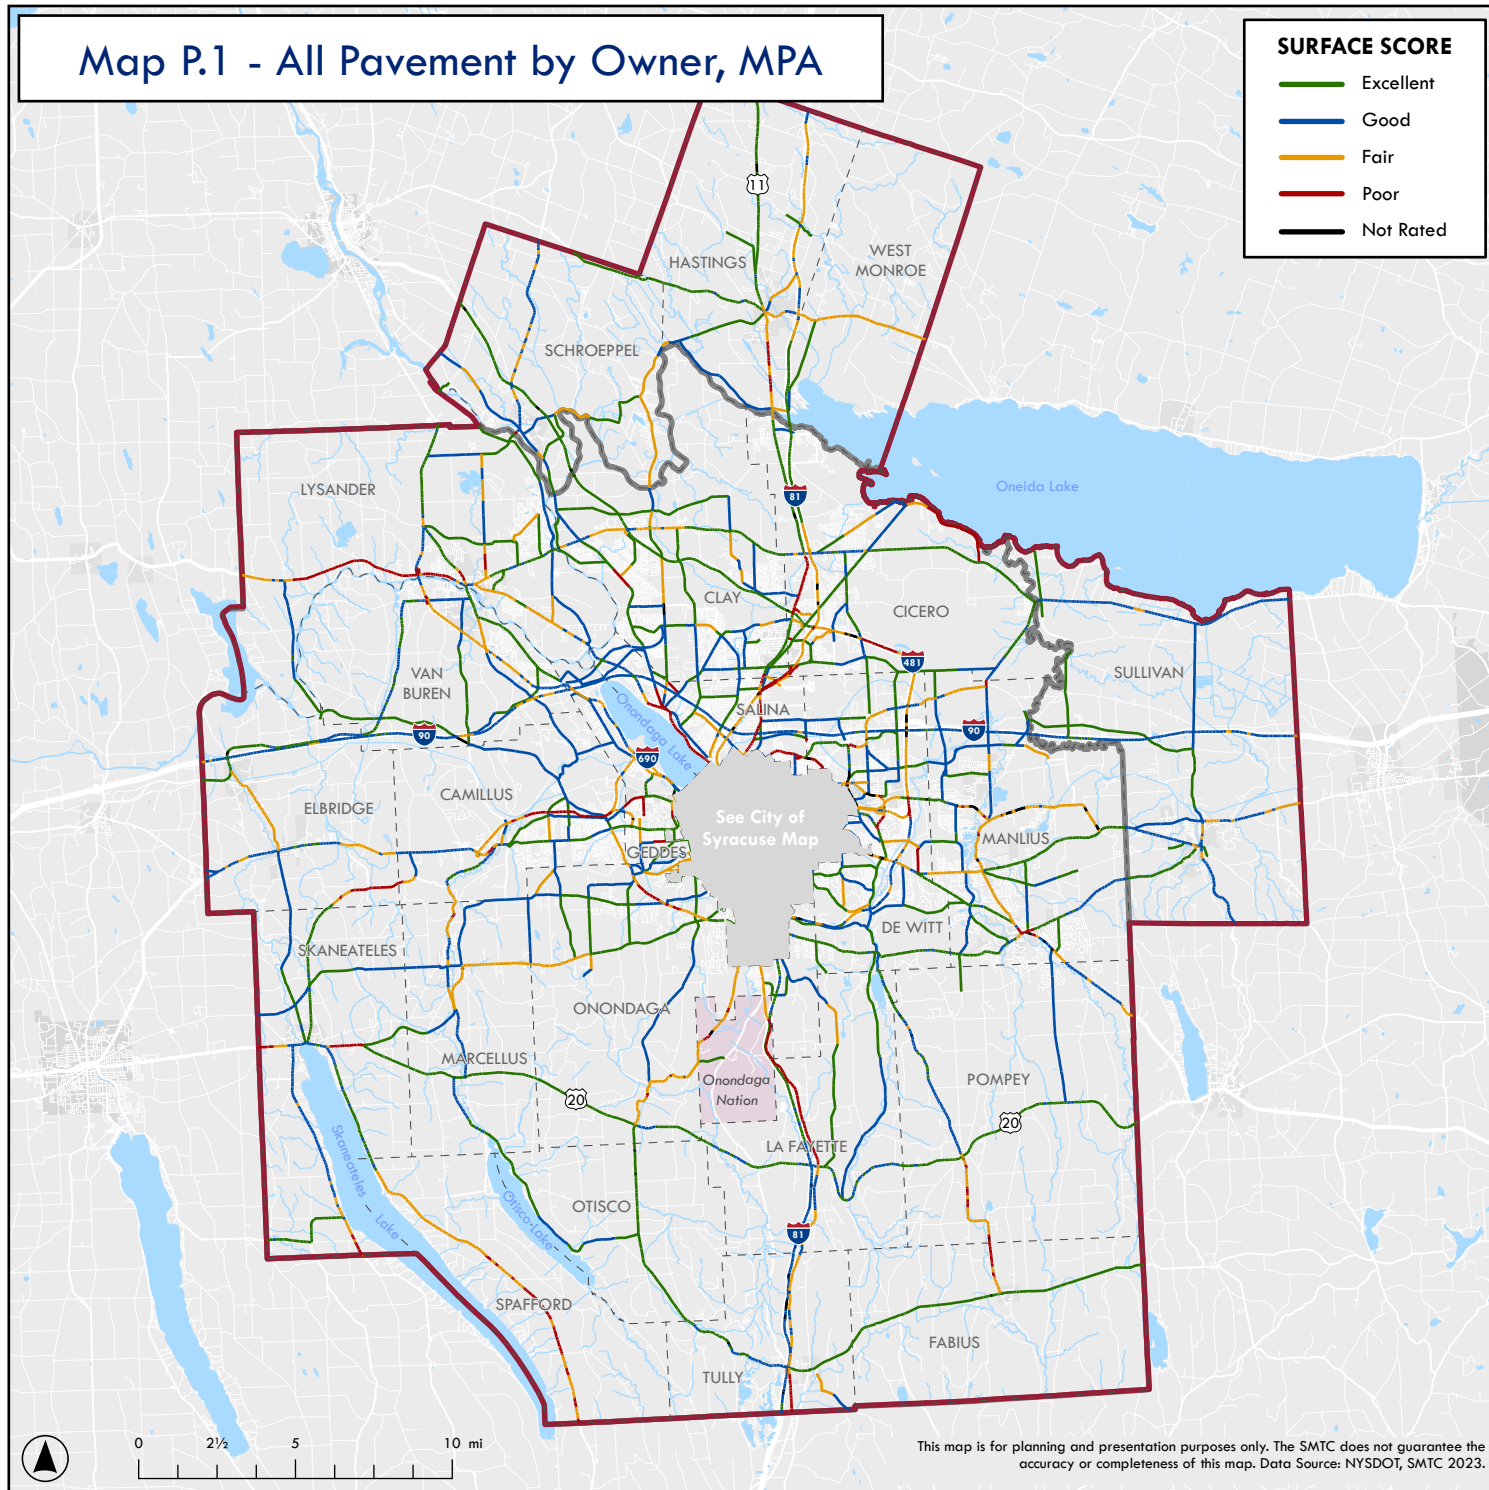 Map P.1 - All Pavement by Owner, MPA
SURFACE SCORE
Excellent
Good
Fair
Poor
Not Rated
11
HASTINGS
WEST
MONROE
SCHROEPPEL
LYSANDER
81
Oneida Lake
CLAY
CICERO
481
SULLIVAN
VAN
BUREN
Onondaga Lake
SALINA
90
90
690
ELBRIDGE
CAMILLUS
See City of
Syracuse Map
MANLIUS
GEDDES
DE WITT
SKANEATELES
ONONDAGA
MARCELLUS
Onondaga
Nation
POMPEY
20
20
LA FAYETTE
Skaneateles
Lake
Otisco Lake
OTISCO
81
SPAFFORD
FABIUS
TULLY
0 2½ 5 10 mi
This map is for planning and presentation purposes only. The SMTC does not guarantee the
accuracy or completeness of this map. Data Source: NYSDOT, SMTC 2023.